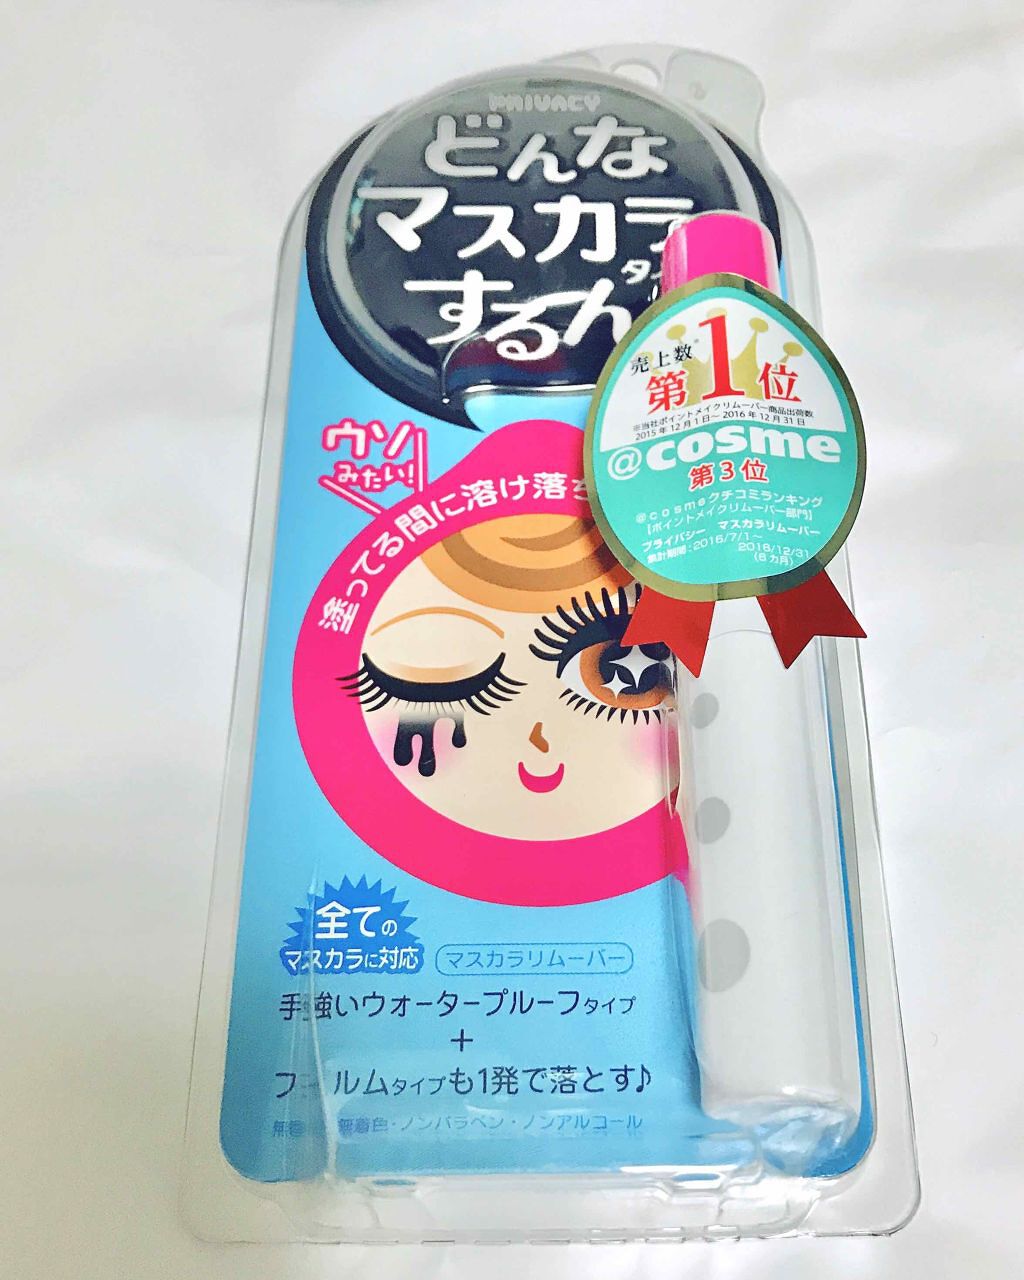 PRIVACY
どんな
マスカラ
タイ
するん
ウソ
みたい!
塗ってる間に溶け落ち
売上数※
第1位
※当社ポイントメイクリムーバー商品出荷数
2015年12月1日～2016年12月31日
@cosme
第3位
@cosmeクチコミランキング
【ポイントメイクリムーバー部門】
プライバシー マスカラリムーバー
集計期間:2016/7/1～
2016/12/31
(6カ月)
全ての
マスカラに対応
マスカラリムーバー
手強いウォータープルーフタイプ
+
フィルムタイプも1発で落とす♪
無着色・ノンパラベン・ノンアルコール